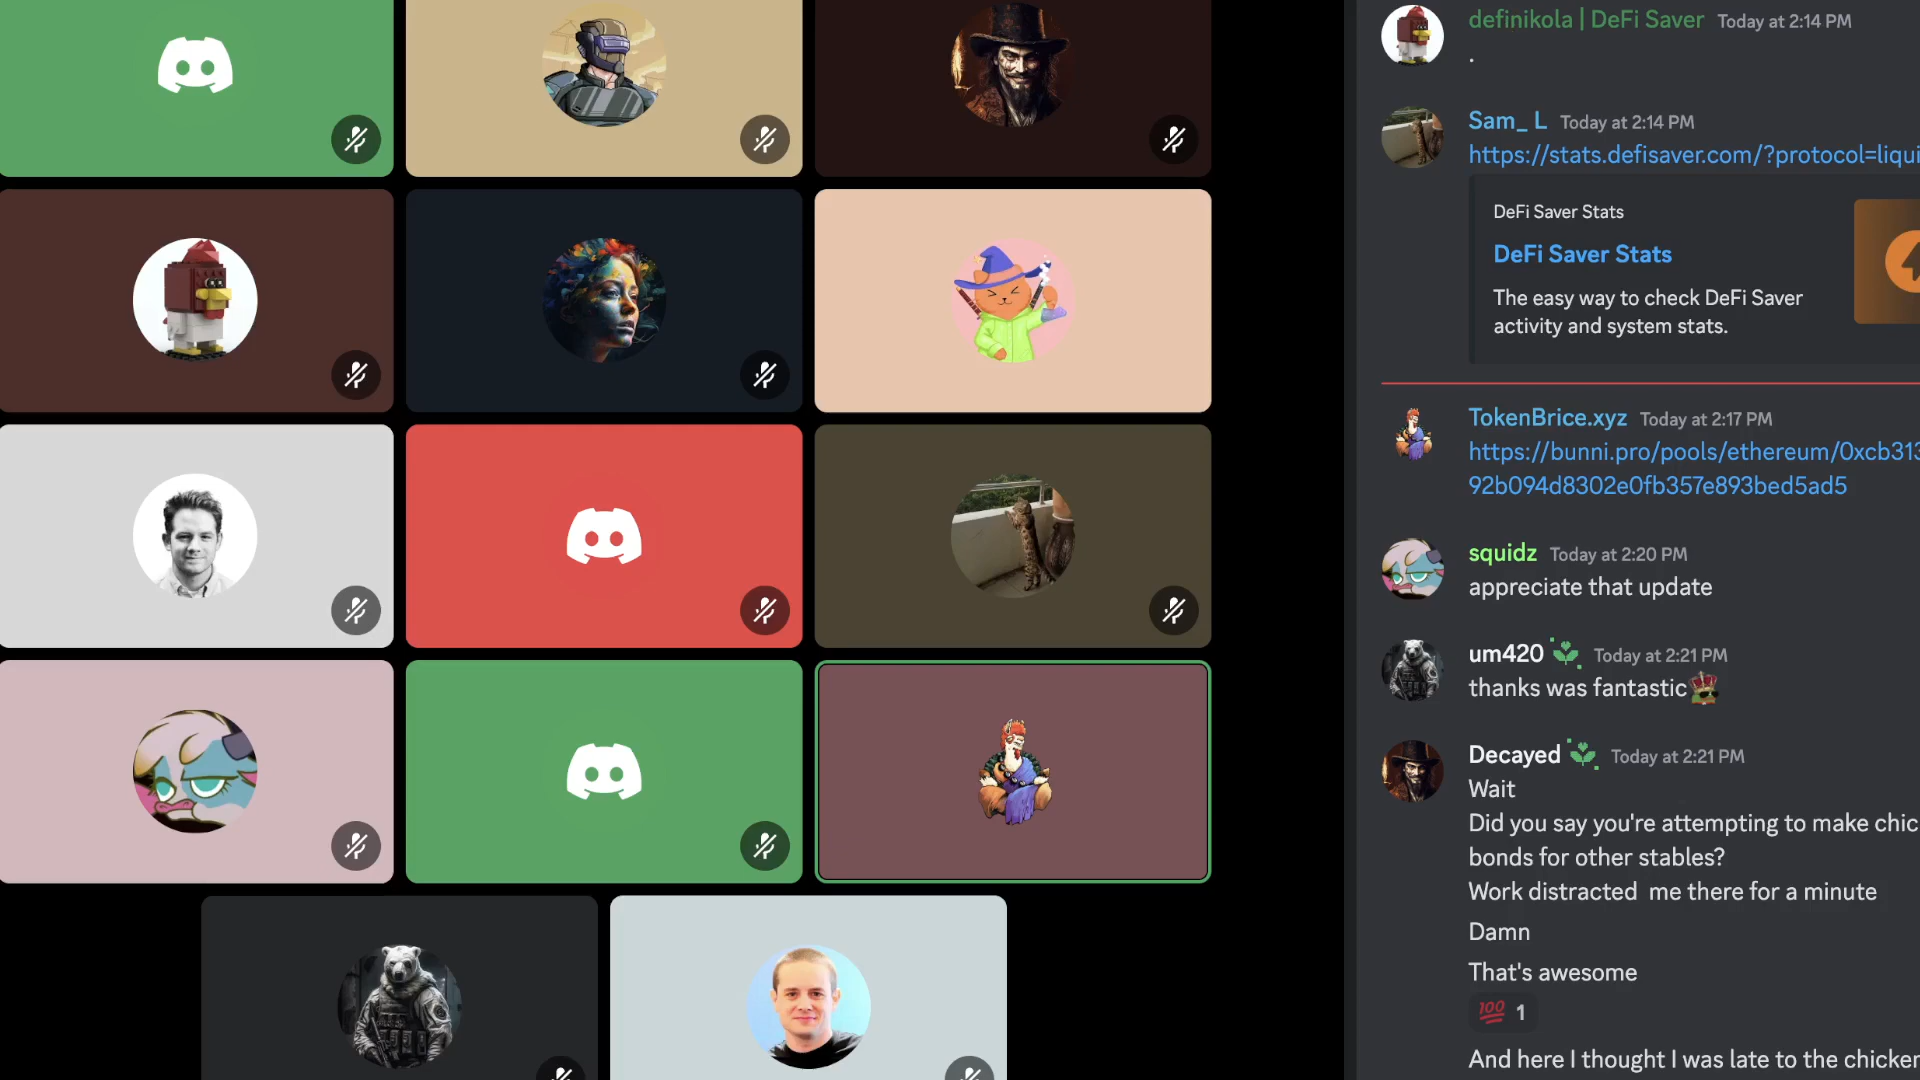 definikola | DeFi Saver Today at 2:14 PM
.
Sam_ L Today at 2:14 PM
https://stats.defisaver.com/?protocol=liqui
DeFi Saver Stats
DeFi Saver Stats
The easy way to check DeFi Saver
activity and system stats.
TokenBrice.xyz Today at 2:17 PM
https://bunni.pro/pools/ethereum/0xcb313
92b094d8302e0fb357e893bed5ad5
squidz Today at 2:20 PM
appreciate that update
um420 Today at 2:21 PM
thanks was fantastic
Decayed Today at 2:21 PM
Wait
Did you say you're attempting to make chic
bonds for other stables?
Work distracted me there for a minute
Damn
That's awesome
100 1
And here I thought I was late to the chicken